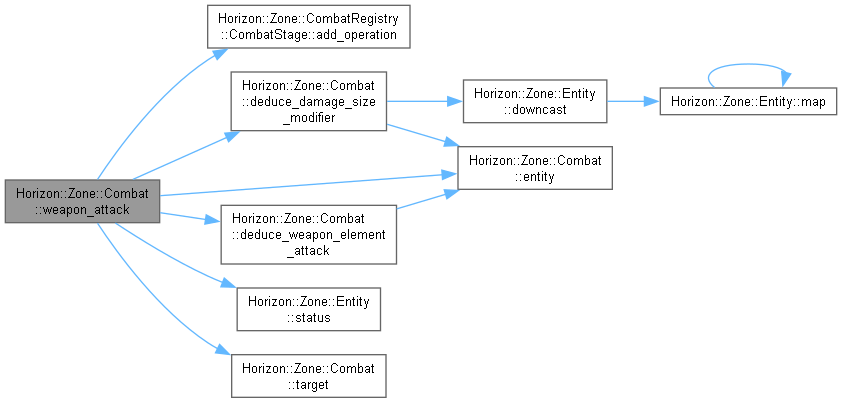 Horizon::Zone::CombatRegistry
::CombatStage::add_operation
Horizon::Zone::Combat
::deduce_damage_size
_modifier
Horizon::Zone::Entity
::downcast
Horizon::Zone::Entity::map
Horizon::Zone::Combat
::entity
Horizon::Zone::Combat
::weapon_attack
Horizon::Zone::Combat
::deduce_weapon_element
_attack
Horizon::Zone::Entity
::status
Horizon::Zone::Combat
::target